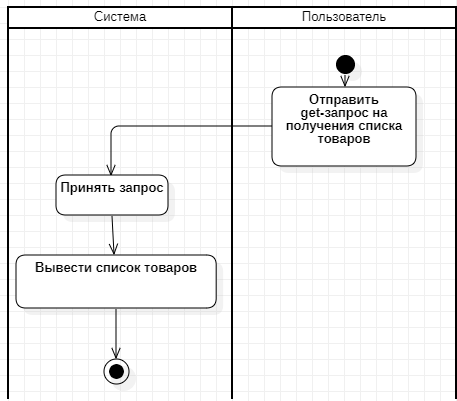 Система
Пользователь
Отправить
get-запрос на
получения списка
товаров
Принять запрос
Вывести список товаров